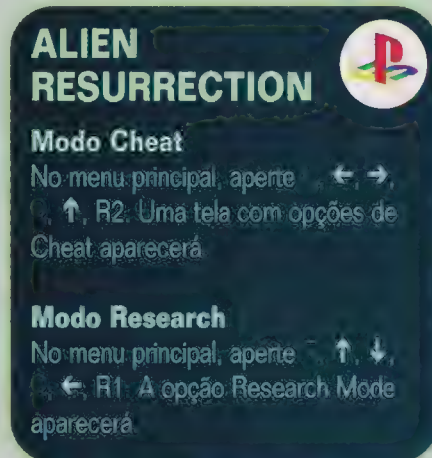 ALIEN
RESURRECTION
Modo Cheat
No menu principal, aperte , ←, →,
, ↑, R2. Uma tela com opções de
Cheat aparecerá
Modo Research
No menu principal, aperte , ↑, ↓,
, ←, R1. A opção Research Mode
aparecerá